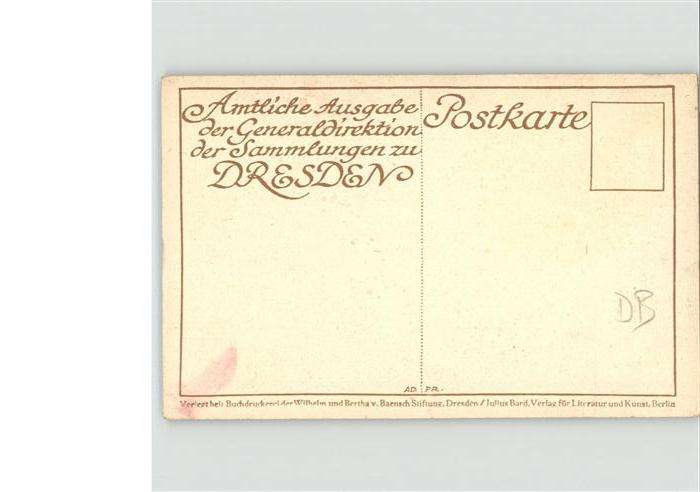 Amtliche Ausgabe
der Generaldirektion
der Sammlungen zu
DRESDEN
Postkarte
DB
AD. PR.
Buchdruckerei der Wilhelm und Bertha v. Baensch Stiftung, Dresden / Julius Bard, Verlag für Literatur und Kunst, Berlin